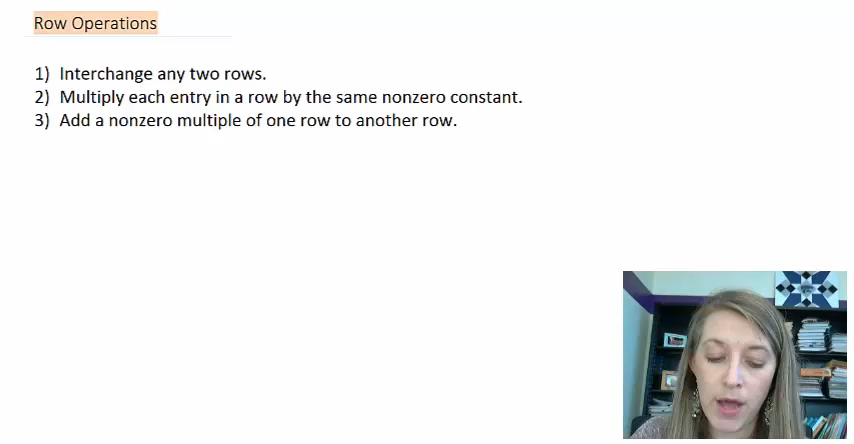 Row Operations
1) Interchange any two rows.
2) Multiply each entry in a row by the same nonzero constant.
3) Add a nonzero multiple of one row to another row.